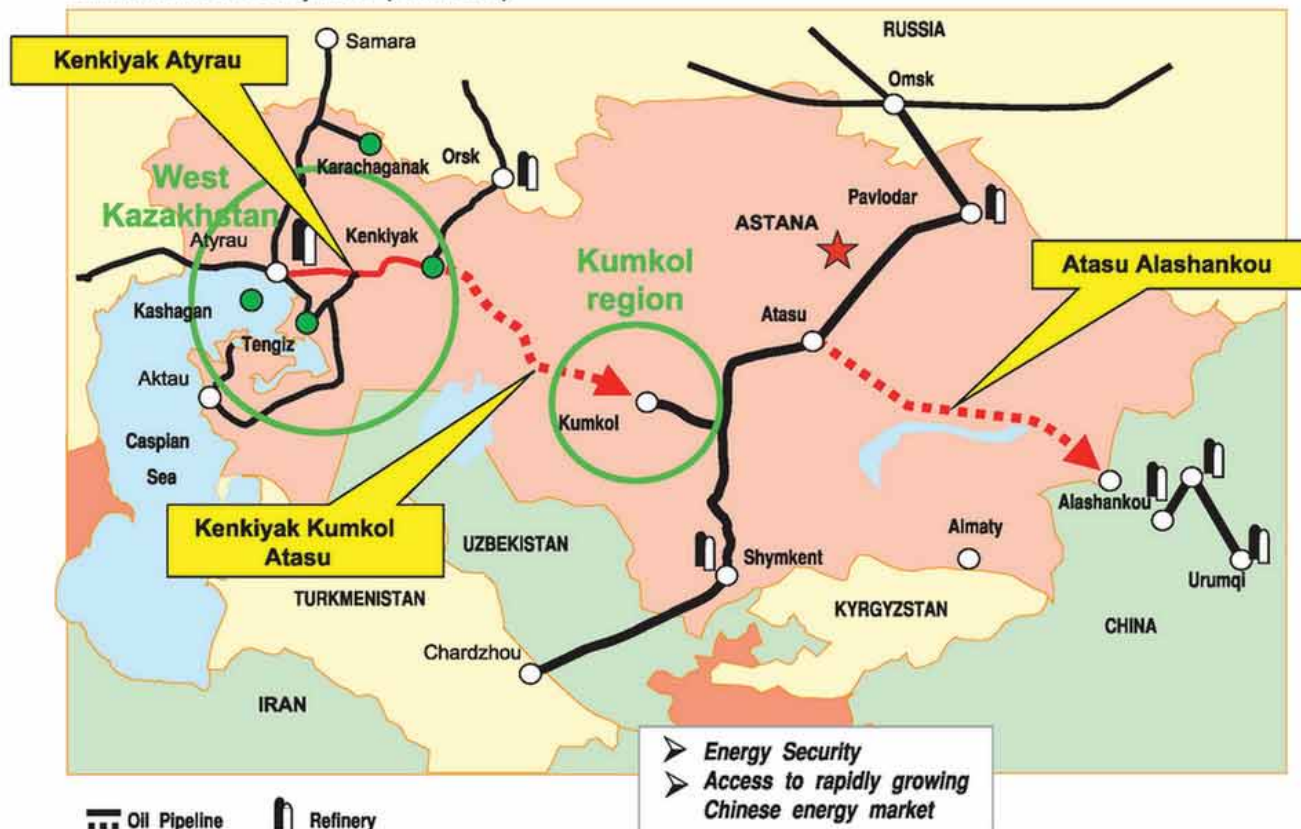 Samara
RUSSIA
Kenkiyak Atyrau
Omsk
Karachaganak
Orsk
West
Kazakhstan
Pavlodar
ASTANA
Atyrau
Kenkiyak
Kumkol
region
Atasu Alashankou
Kashagan
Atasu
Tengiz
Aktau
Kumkol
Caspian
Sea
Alashankou
Kenkiyak Kumkol
Atasu
UZBEKISTAN
Shymkent
Almaty
Urumqi
TURKMENISTAN
KYRGYZSTAN
CHINA
Chardzhou
IRAN
Energy Security
Access to rapidly growing
Chinese energy market
Oil Pipeline
Refinery